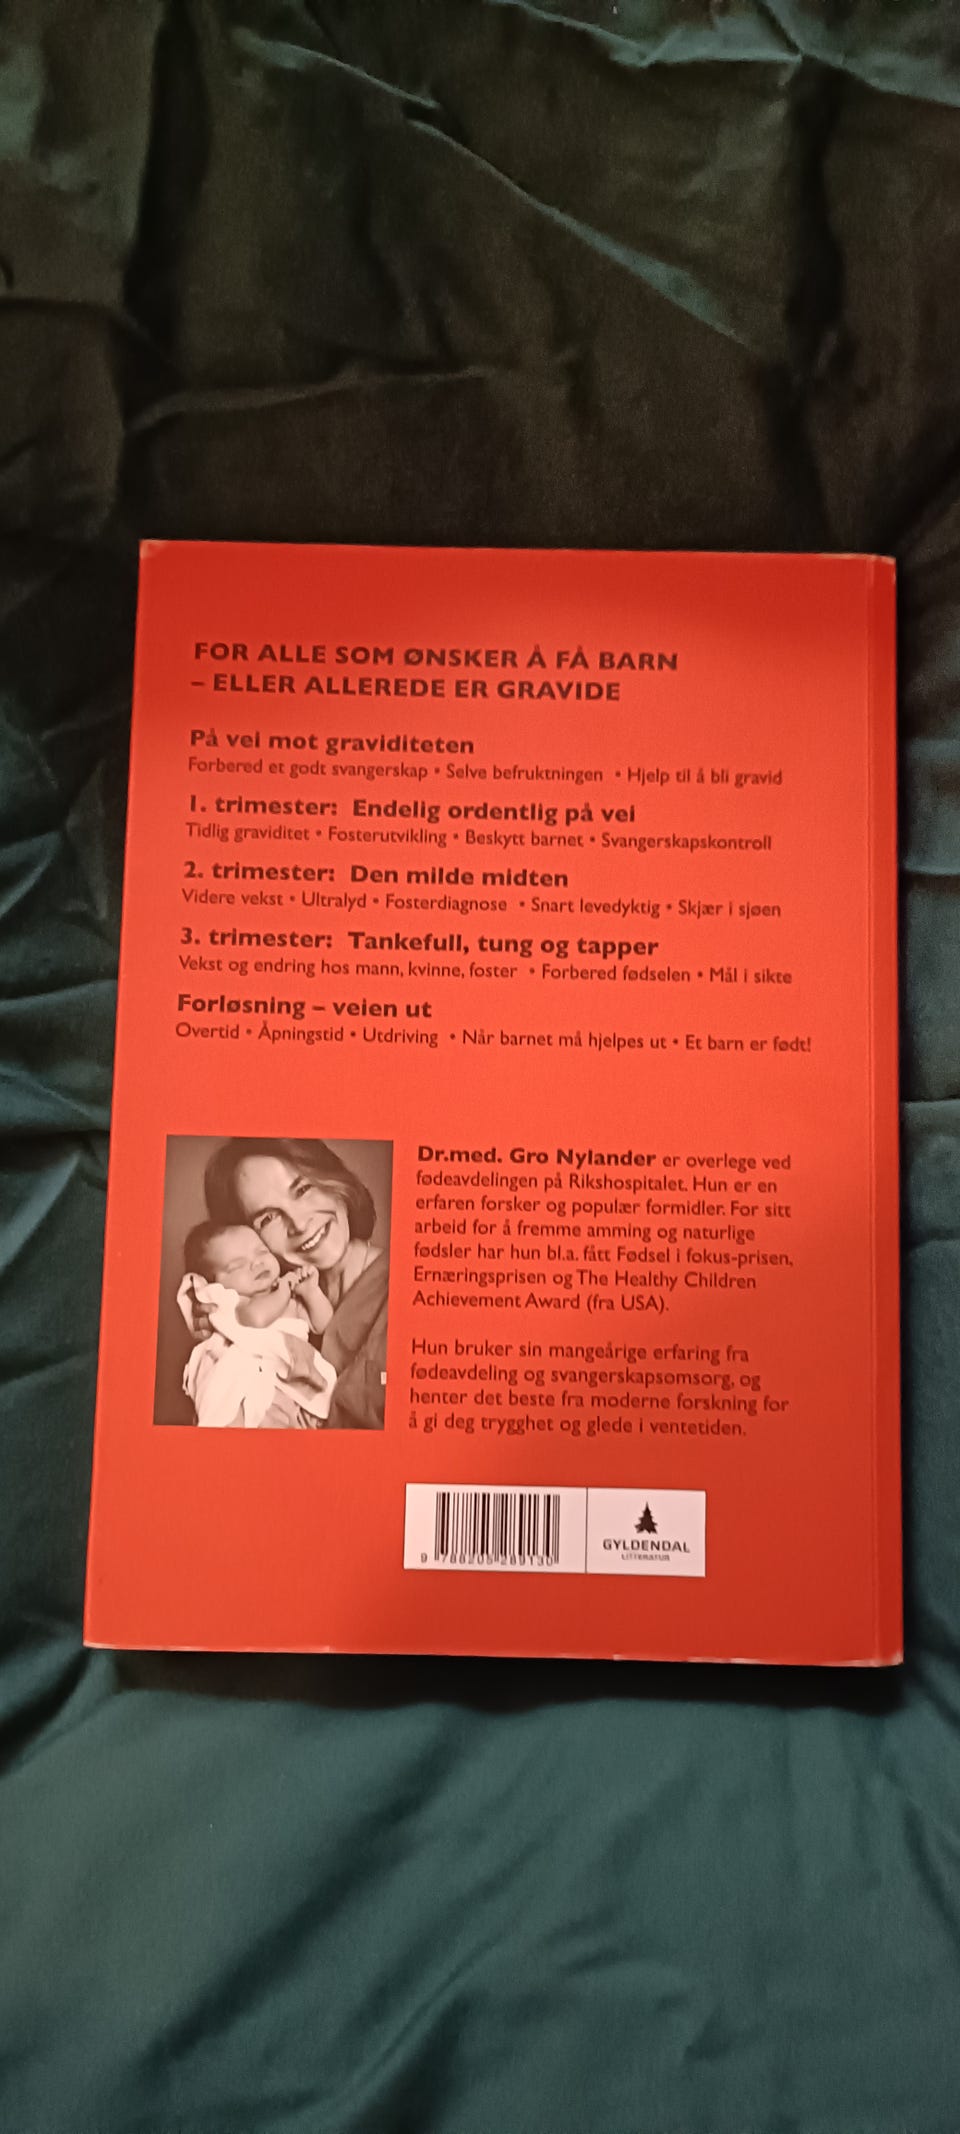 FOR ALLE SOM ØNSKER Å FÅ BARN
– ELLER ALLEREDE ER GRAVIDE
På vei mot graviditeten
Forbered et godt svangerskap • Selve befruktningen • Hjelp til å bli gravid
1. trimester: Endelig ordentlig på vei
Tidlig graviditet • Fosterutvikling • Beskytt barnet • Svangerskapskontroll
2. trimester: Den milde midten
Videre vekst • Ultralyd • Fosterdiagnose • Snart levedyktig • Skjær i sjøen
3. trimester: Tankefull, tung og tapper
Vekst og endring hos mann, kvinne, foster • Forbered fødselen • Mål i sikte
Forløsning – veien ut
Overtid • Åpningstid • Utdriving • Når barnet må hjelpes ut • Et barn er født!
Dr.med. Gro Nylander er overlege ved
fødeavdelingen på Rikshospitalet. Hun er en
erfaren forsker og populær formidler. For sitt
arbeid for å fremme amming og naturlige
fødsler har hun bl.a. fått Fødsel i fokus-prisen,
Ernæringsprisen og The Healthy Children
Achievement Award (fra USA).
Hun bruker sin mangeårige erfaring fra
fødeavdeling og svangerskapsomsorg, og
henter det beste fra moderne forskning for
å gi deg trygghet og glede i ventetiden.
9 788205 289130
GYLDENDAL
LITTERATUR